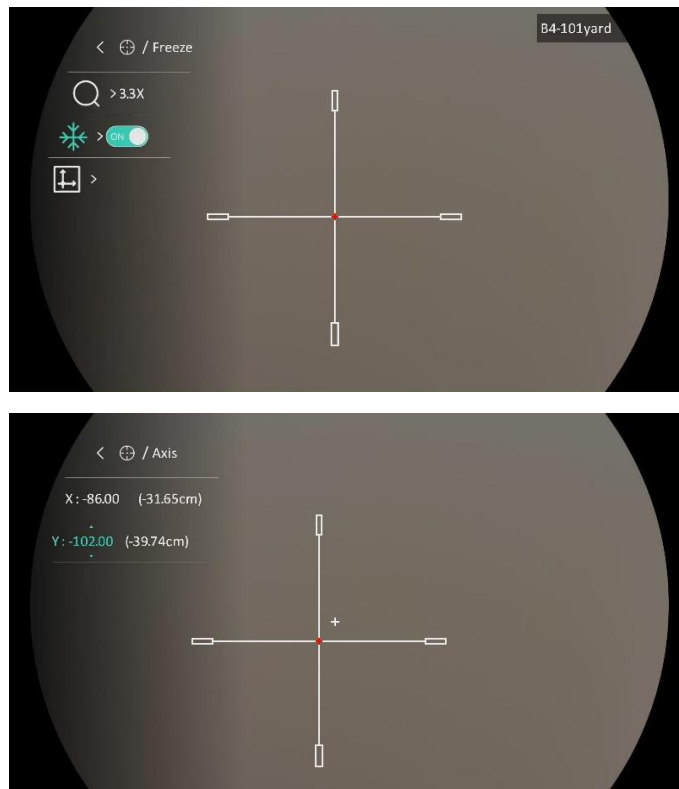 B4-101yard
< / Freeze
> 3.3X
> ON
>
< / Axis
X : -86.00 (-31.65cm)
Y : -102.00 (-39.74cm)